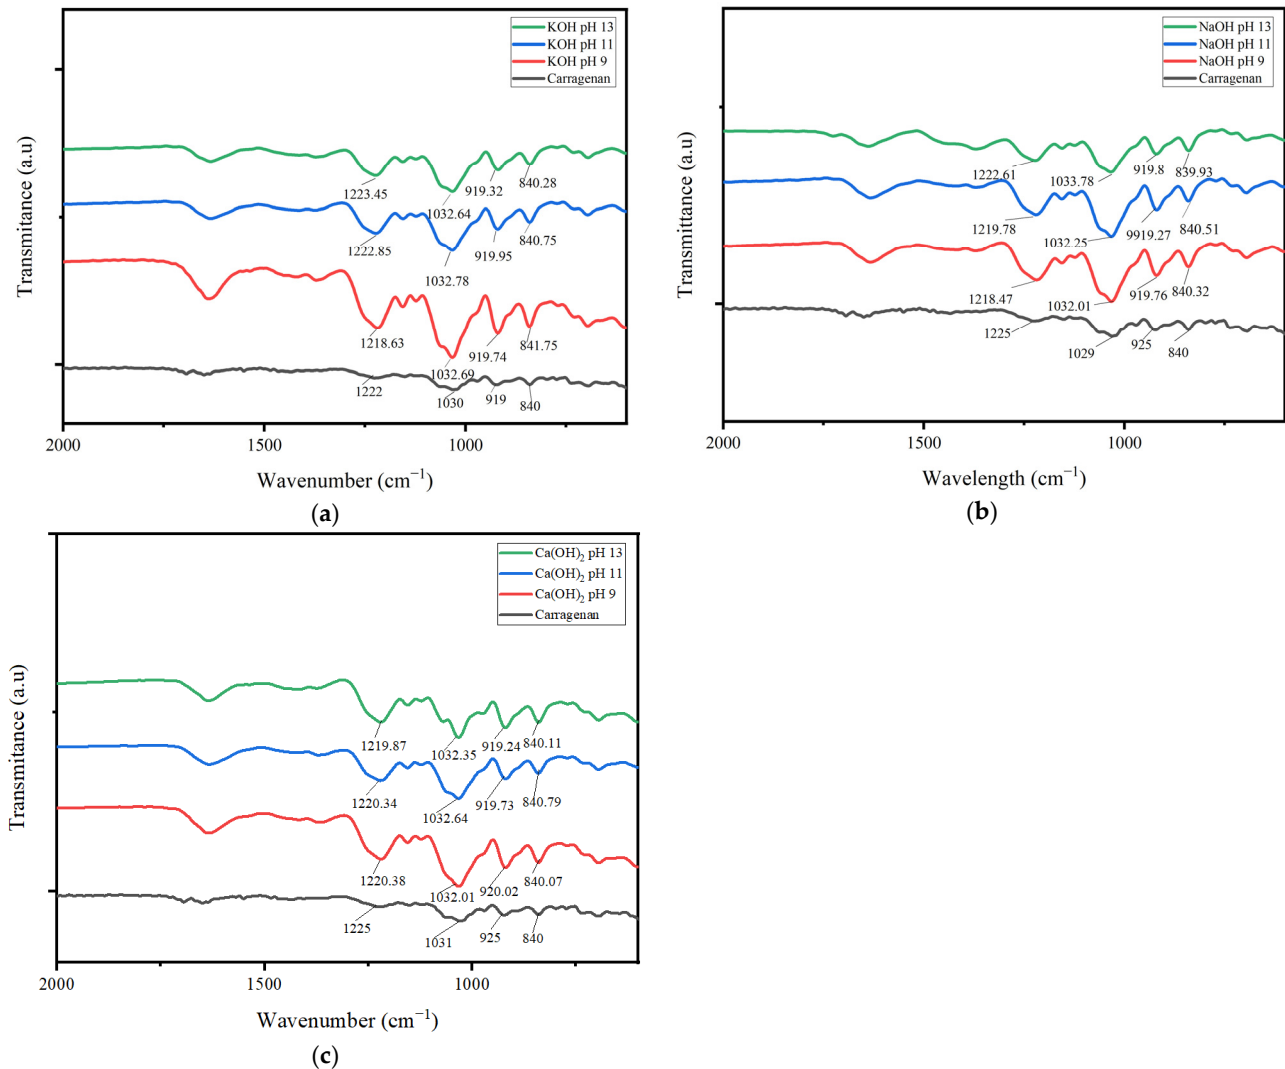 KOH pH 13
KOH pH 11
KOH pH 9
Carragenan
Transmitance (a.u)
1223.45
1032.64
919.32
840.28
1222.85
1032.78
919.95
840.75
1218.63
1032.69
919.74
841.75
1222
1030
919
840
2000
1500
1000
Wavenumber (cm−1)
(a)
NaOH pH 13
NaOH pH 11
NaOH pH 9
Carragenan
Transmittance (a.u)
1222.61
1033.78
919.8
839.93
1219.78
1032.25
9919.27
840.51
1218.47
1032.01
919.76
840.32
1225
1029
925
840
2000
1500
1000
Wavelength (cm−1)
(b)
Ca(OH)2 pH 13
Ca(OH)2 pH 11
Ca(OH)2 pH 9
Carragenan
Transmitance (a.u)
1219.87
1032.35
919.24
840.11
1220.34
1032.64
919.73
840.79
1220.38
1032.01
920.02
840.07
1225
1031
925
840
2000
1500
1000
Wavenumber (cm−1)
(c)